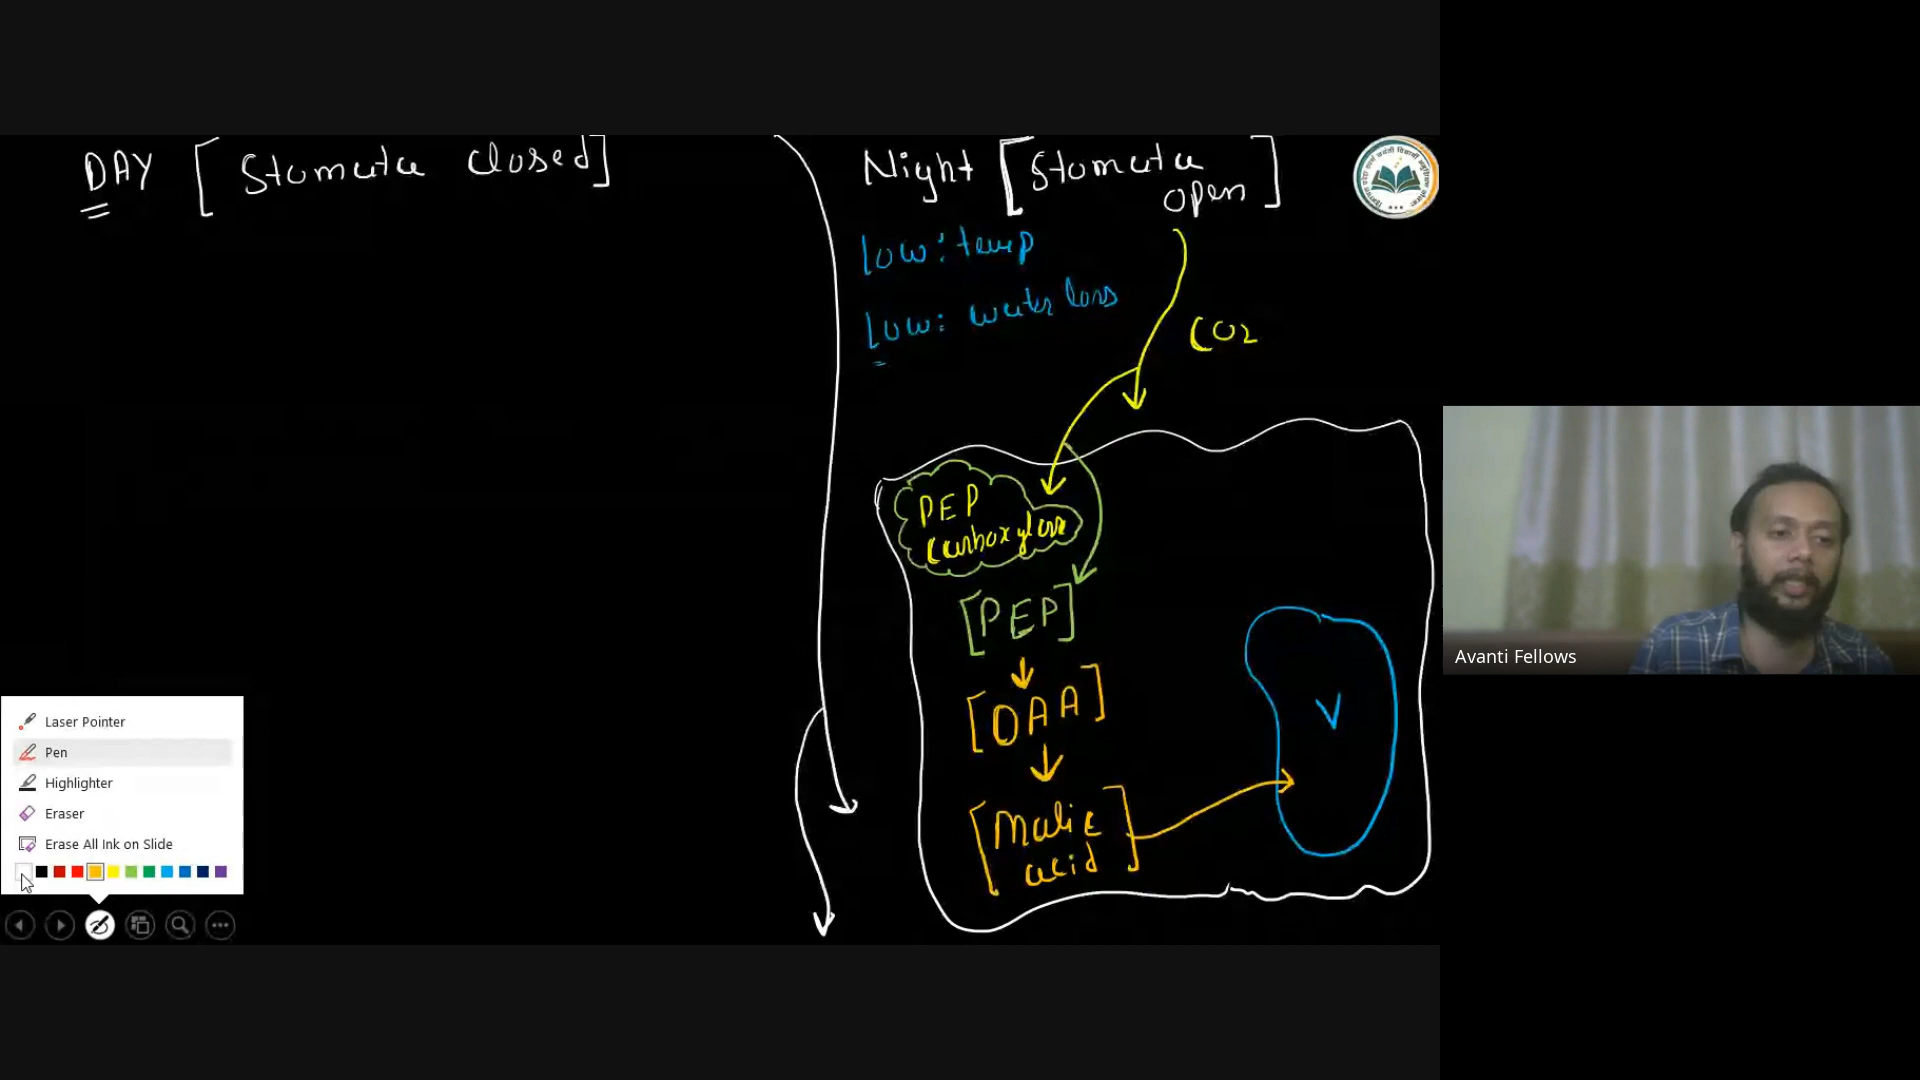 DAY [Stomata closed]
Night [Stomata
open]
low: temp
low: water loss
CO2
PEP
Carboxylase
[PEP]
[OAA]
[Malic
acid]
V
Avanti Fellows
Laser Pointer
Pen
Highlighter
Eraser
Erase All Ink on Slide